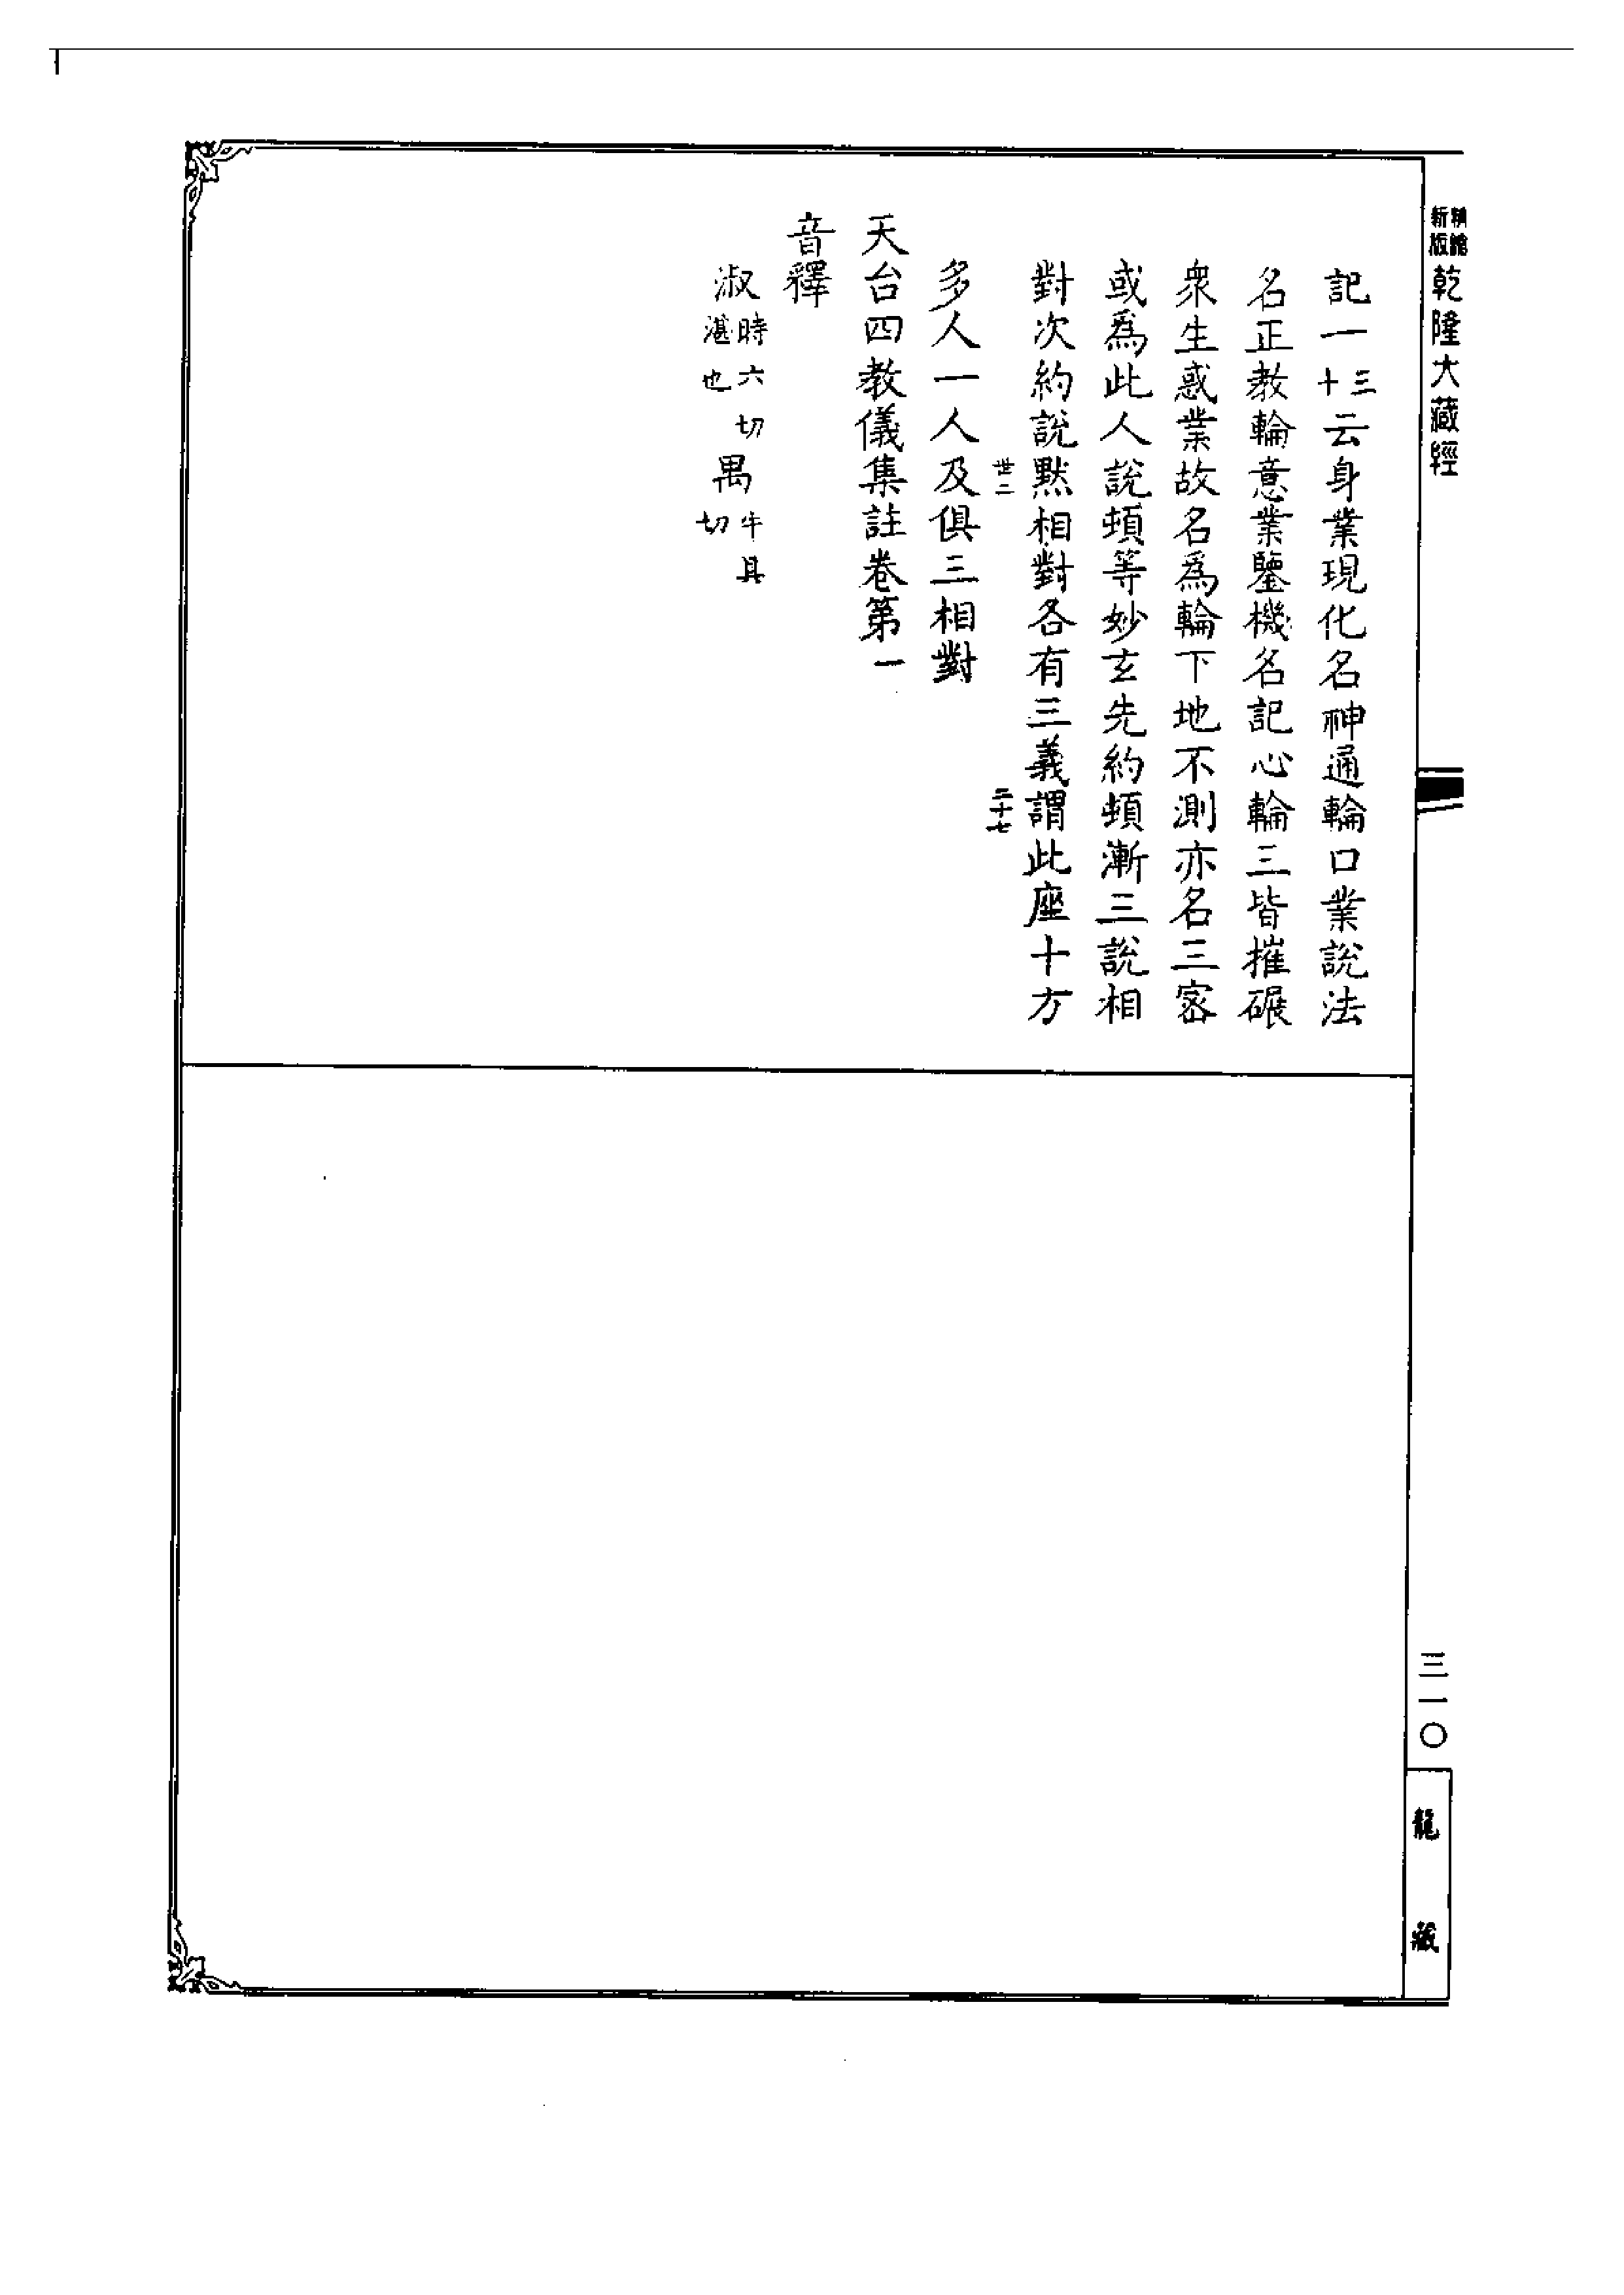 精鐫新版乾隆大藏經
記一三十云身業現化名神通輪口業說法
名正教輪意業鑒機名記心輪三皆摧碾
衆生惑業故名爲輪下地不測亦名三密
或爲此人說頓等妙玄先約頓漸三說相
對次約說默相對各有三義謂此座十方
世二　二十七
多人一人及俱三相對
天台四教儀集註卷第一
音釋
淑時六切湛也禺牛具切
三一〇
龍藏